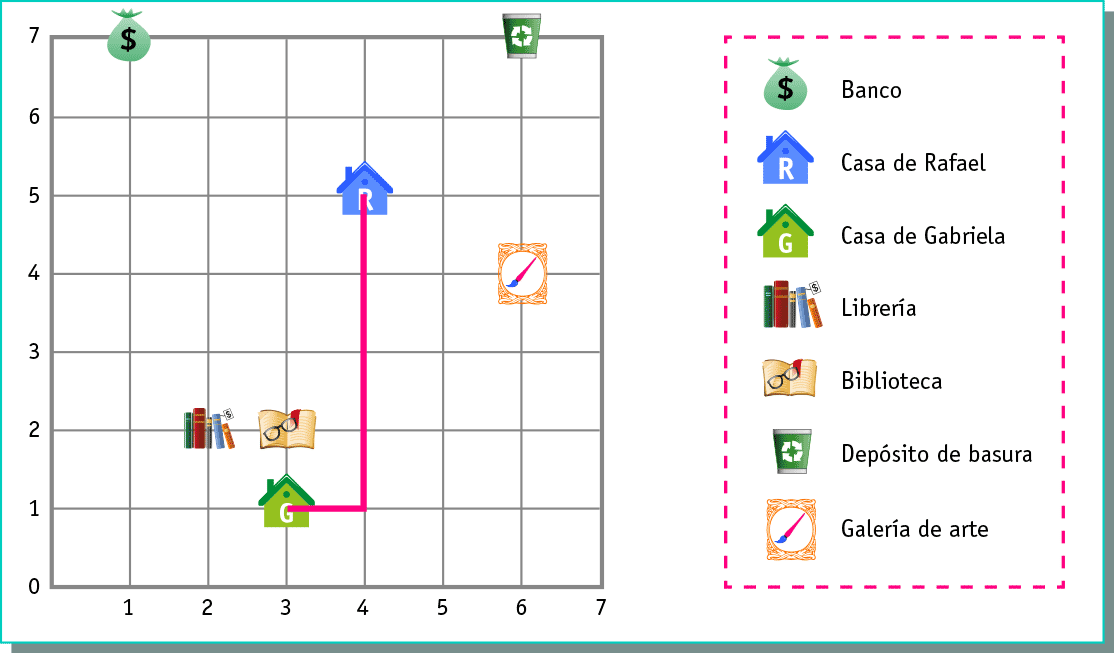 7
$
6
5
R
4
3
2
$
1
G
0
1 2 3 4 5 6 7
$ Banco
R Casa de Rafael
G Casa de Gabriela
$ Librería
Biblioteca
Depósito de basura
Galería de arte